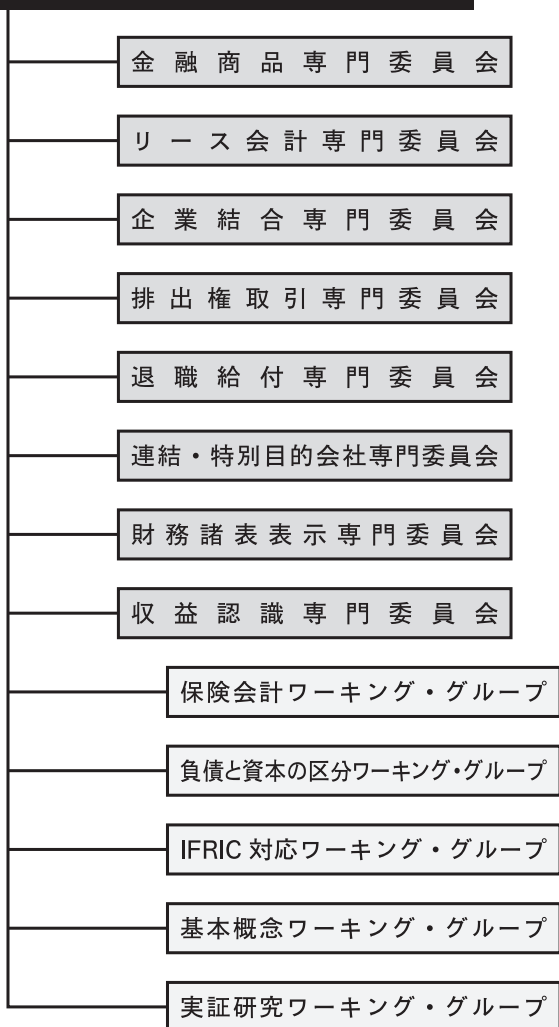 金融商品専門委員会
リース会計専門委員会
企業結合専門委員会
排出権取引専門委員会
退職給付専門委員会
連結・特別目的会社専門委員会
財務諸表表示専門委員会
収益認識専門委員会
保険会計ワーキング・グループ
負債と資本の区分ワーキング・グループ
IFRIC 対応ワーキング・グループ
基本概念ワーキング・グループ
実証研究ワーキング・グループ